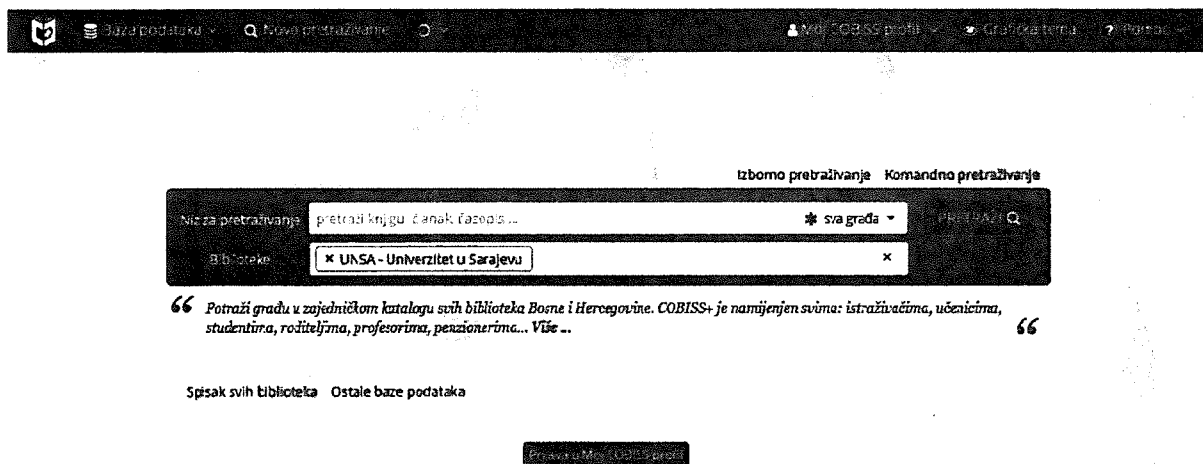 Baza podataka Novo pretraživanje Moj COBISS profil Grafička tema ? Pomoć
Izborno pretraživanje Komandno pretraživanje
Niz za pretraživanje pretraži knjigu, članak, časopis ... ✱ sva građa PRETRAŽI
Biblioteke × UNSA - Univerzitet u Sarajevu ×
“ Potraži građu u zajedničkom katalogu svih biblioteka Bosne i Hercegovine. COBISS+ je namijenjen svima: istraživačima, učenicima,
studentima, roditeljima, profesorima, penzionerima... Više ... “
Spisak svih biblioteka Ostale baze podataka
Prijava u Moj COBISS profil